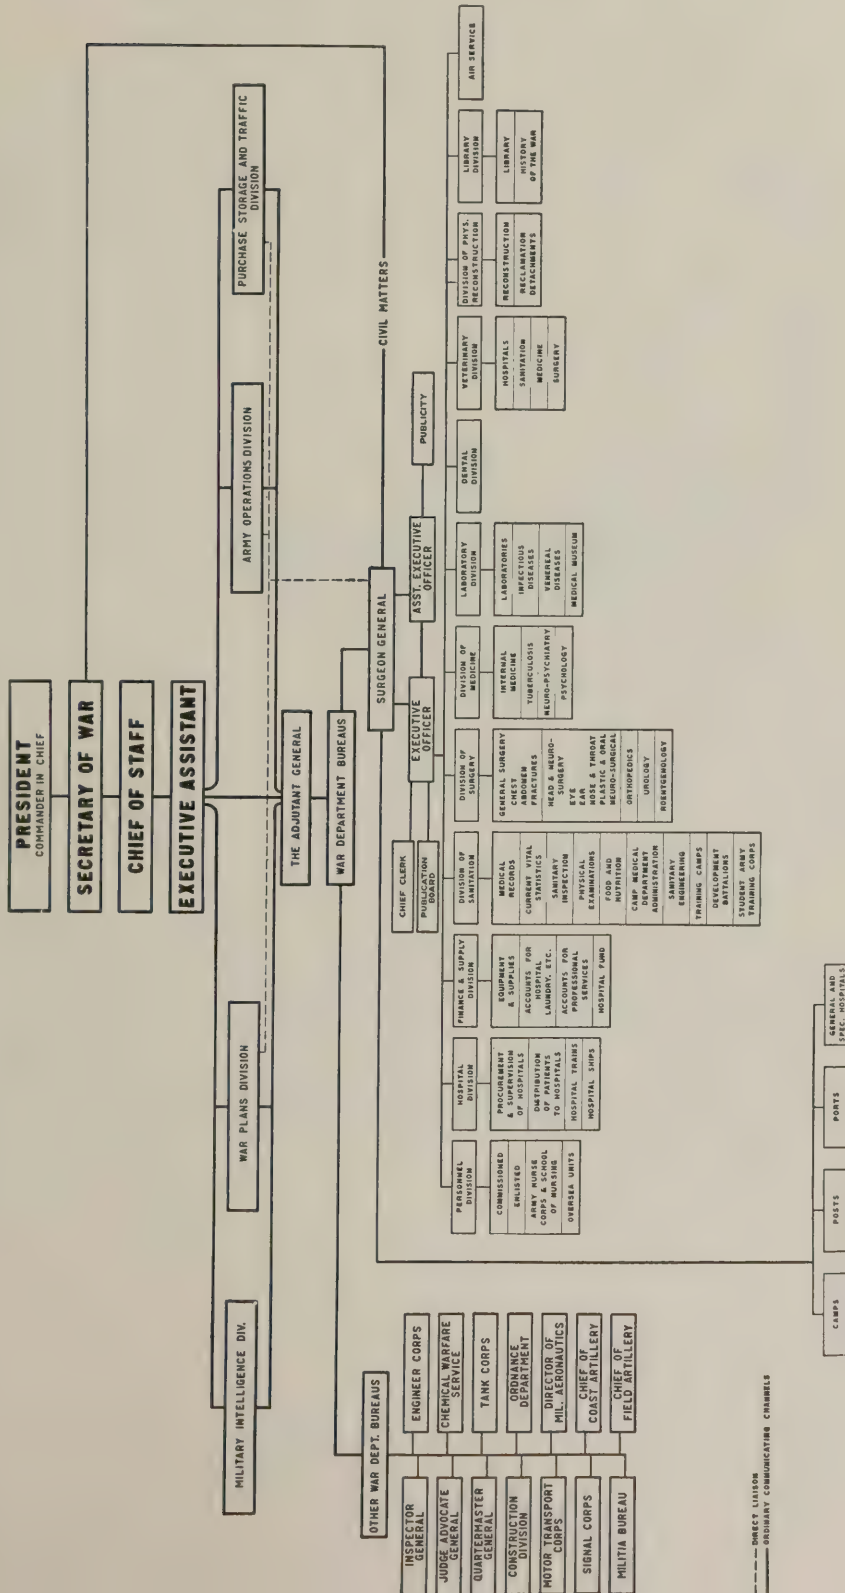 PRESIDENT
COMMANDER IN CHIEF
SECRETARY OF WAR
CHIEF OF STAFF
EXECUTIVE ASSISTANT
MILITARY INTELLIGENCE DIV.
WAR PLANS DIVISION
ARMY OPERATIONS DIVISION
PURCHASE STORAGE AND TRAFFIC
DIVISION
THE ADJUTANT GENERAL
WAR DEPARTMENT BUREAUS
OTHER WAR DEPT. BUREAUS
INSPECTOR
GENERAL
ENGINEER CORPS
JUDGE ADVOCATE
GENERAL
CHEMICAL WARFARE
SERVICE
QUARTERMASTER
GENERAL
TANK CORPS
CONSTRUCTION
DIVISION
ORDNANCE
DEPARTMENT
MOTOR TRANSPORT
CORPS
DIRECTOR OF
MIL. AERONAUTICS
SIGNAL CORPS
CHIEF OF
COAST ARTILLERY
MILITIA BUREAU
CHIEF OF
FIELD ARTILLERY
SURGEON GENERAL
CIVIL MATTERS
CHIEF CLERK
PUBLICATION
BOARD
EXECUTIVE
OFFICER
ASST. EXECUTIVE
OFFICER
PUBLICITY
PERSONNEL
DIVISION
COMMISSIONED
ENLISTED
ARMY NURSE
CORPS & SCHOOL
OF NURSING
OVERSEA UNITS
HOSPITAL
DIVISION
PROCUREMENT
& SUPERVISION
OF HOSPITALS
DISTRIBUTION
OF PATIENTS
TO HOSPITALS
HOSPITAL TRAINS
HOSPITAL SHIPS
FINANCE & SUPPLY
DIVISION
EQUIPMENT
& SUPPLIES
ACCOUNTS FOR
HOSPITAL
LAUNDRY, ETC.
ACCOUNTS FOR
PROFESSIONAL
SERVICES
HOSPITAL FUND
DIVISION OF
SANITATION
MEDICAL
RECORDS
CURRENT VITAL
STATISTICS
SANITARY
INSPECTION
PHYSICAL
EXAMINATIONS
FOOD AND
NUTRITION
CAMP MEDICAL
DEPARTMENT
ADMINISTRATION
SANITARY
ENGINEERING
TRAINING CAMPS
DEVELOPMENT
BATTALIONS
STUDENT ARMY
TRAINING CORPS
DIVISION OF
SURGERY
GENERAL SURGERY
CHEST
ABDOMEN
FRACTURES
HEAD & NEURO-
SURGERY
EYE
EAR
NOSE & THROAT
PLASTIC & ORAL
NEURO-SURGICAL
ORTHOPEDICS
UROLOGY
ROENTGENOLOGY
DIVISION OF
MEDICINE
INTERNAL
MEDICINE
TUBERCULOSIS
NEURO-PSYCHIATRY
PSYCHOLOGY
LABORATORY
DIVISION
LABORATORIES
INFECTIOUS
DISEASES
VENEREAL
DISEASES
MEDICAL MUSEUM
DENTAL
DIVISION
VETERINARY
DIVISION
HOSPITALS
SANITATION
MEDICINE
SURGERY
DIVISION OF PHYS.
RECONSTRUCTION
RECONSTRUCTION
RECLAMATION
DETACHMENTS
LIBRARY
DIVISION
LIBRARY
HISTORY
OF THE WAR
AIR SERVICE
CAMPS
POSTS
PORTS
GENERAL AND
SPEC. HOSPITALS
DIRECT LIAISON
ORDINARY COMMUNICATING CHANNELS